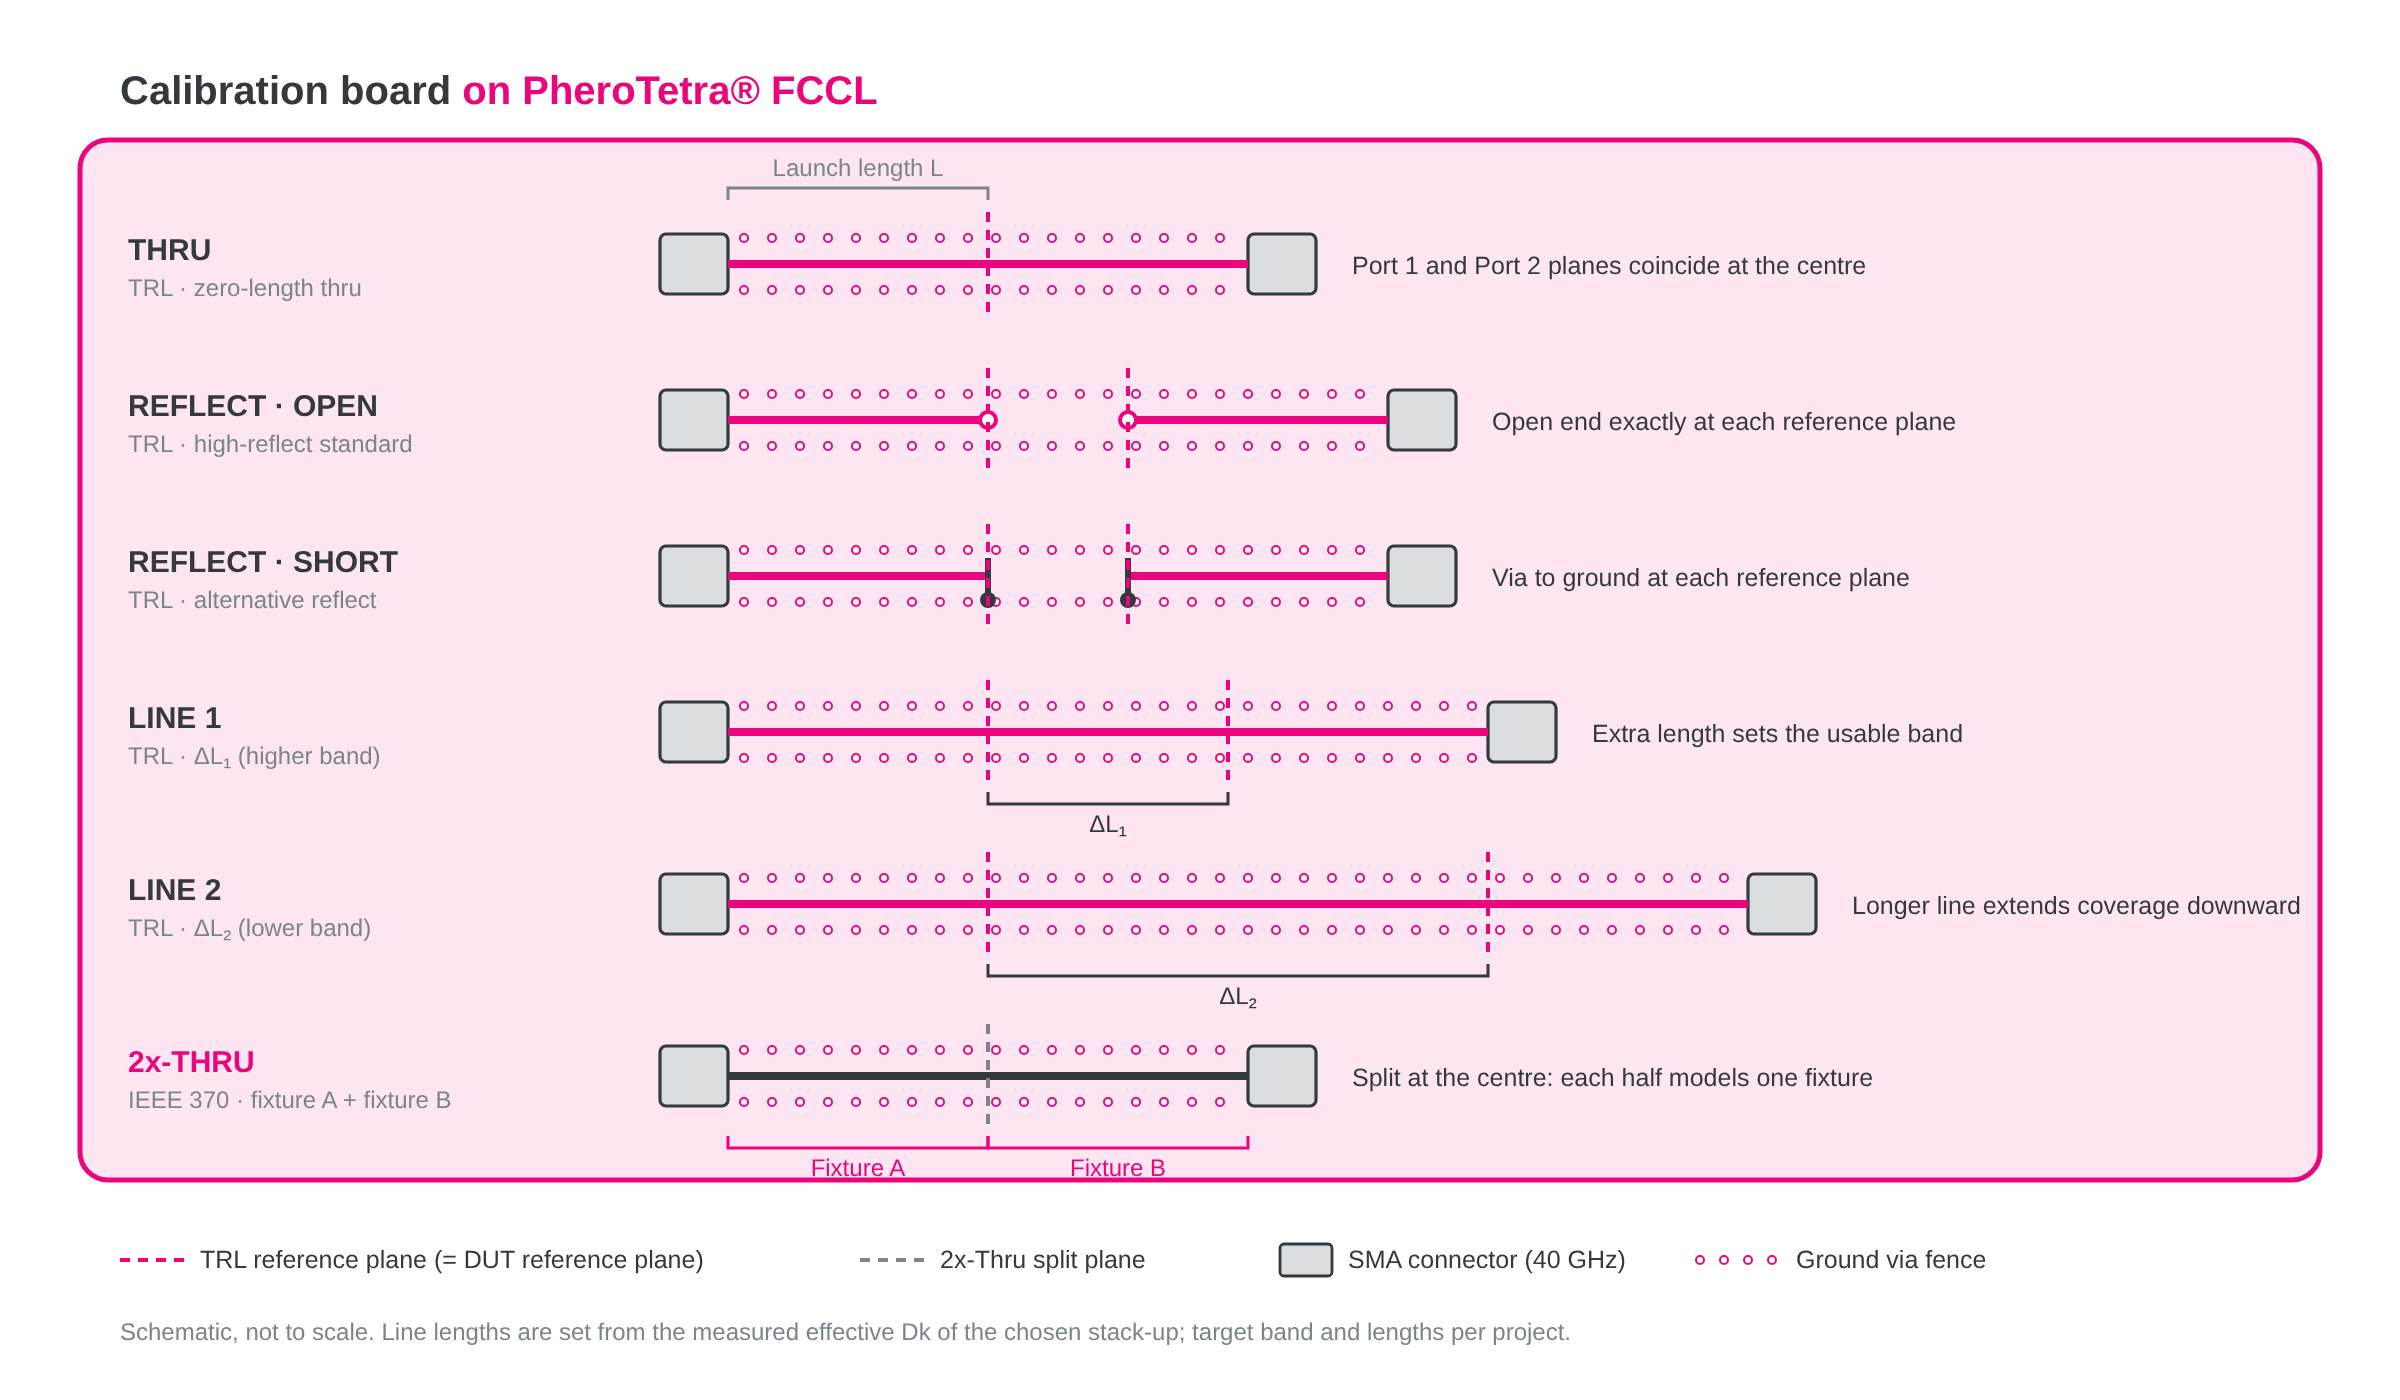 Calibration board on PheroTetra® FCCL
Launch length L
THRU
TRL · zero-length thru
Port 1 and Port 2 planes coincide at the centre
REFLECT · OPEN
TRL · high-reflect standard
Open end exactly at each reference plane
REFLECT · SHORT
TRL · alternative reflect
Via to ground at each reference plane
LINE 1
TRL · ΔL₁ (higher band)
Extra length sets the usable band
ΔL₁
LINE 2
TRL · ΔL₂ (lower band)
Longer line extends coverage downward
ΔL₂
2x-THRU
IEEE 370 · fixture A + fixture B
Split at the centre: each half models one fixture
Fixture A
Fixture B
TRL reference plane (= DUT reference plane)
2x-Thru split plane
SMA connector (40 GHz)
Ground via fence
Schematic, not to scale. Line lengths are set from the measured effective Dk of the chosen stack-up; target band and lengths per project.